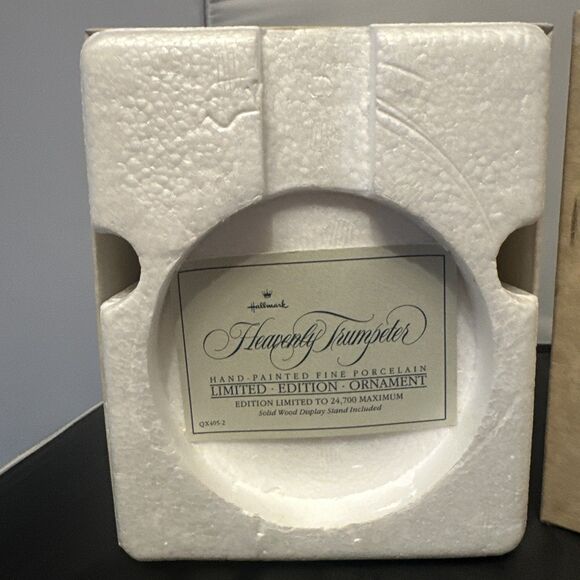 Hallmark
Heavenly Trumpeter
HAND-PAINTED FINE PORCELAIN
LIMITED · EDITION · ORNAMENT
EDITION LIMITED TO 24,700 MAXIMUM
Solid Wood Display Stand Included
QX405-2